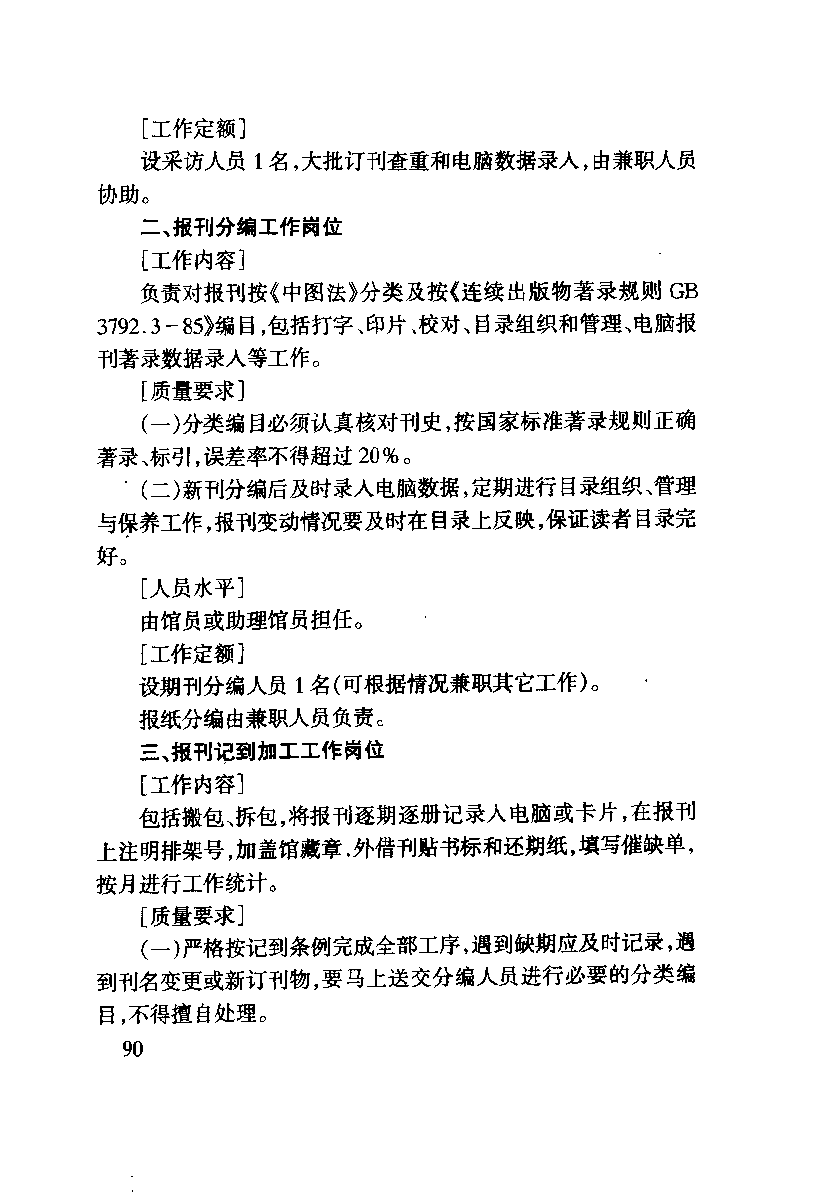 [工作定额]
设采访人员1名,大批订刊查重和电脑数据录入,由兼职人员
协助。
二、报刊分编工作岗位
[工作内容]
负责对报刊按《中图法》分类及按《连续出版物著录规则 GB
3792.3-85》编目,包括打字、印片、校对、目录组织和管理、电脑报
刊著录数据录入等工作。
[质量要求]
(一)分类编目必须认真核对刊史,按国家标准著录规则正确
著录、标引,误差率不得超过20%。
(二)新刊分编后及时录入电脑数据,定期进行目录组织、管理
与保养工作,报刊变动情况要及时在目录上反映,保证读者目录完
好。
[人员水平]
由馆员或助理馆员担任。
[工作定额]
设期刊分编人员1名(可根据情况兼职其它工作)。
报纸分编由兼职人员负责。
三、报刊记到加工工作岗位
[工作内容]
包括搬包、拆包,将报刊逐期逐册记录入电脑或卡片,在报刊
上注明排架号,加盖馆藏章.外借刊贴书标和还期纸,填写催缺单,
按月进行工作统计。
[质量要求]
(一)严格按记到条例完成全部工序,遇到缺期应及时记录,遇
到刊名变更或新订刊物,要马上送交分编人员进行必要的分类编
目,不得擅自处理。
90